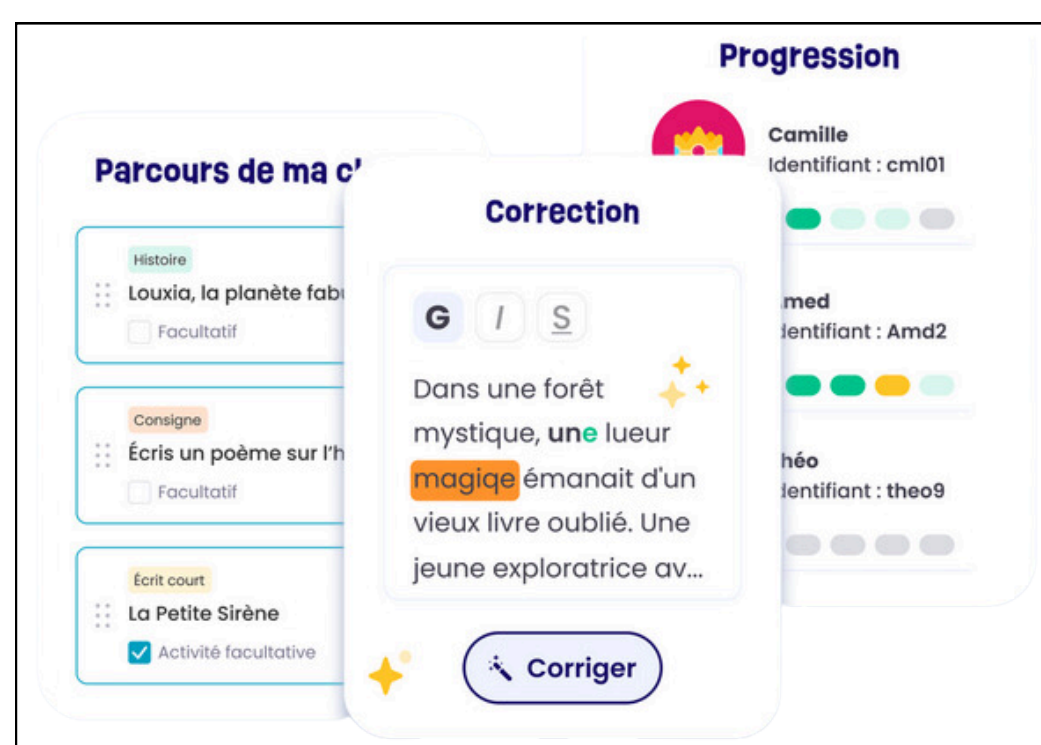 Progression
Camille
Identifiant : cml01
med
dentifiant : Amd2
héo
dentifiant : theo9
Parcours de ma c
Histoire
Louxia, la planète fab
Facultatif
Consigne
Écris un poème sur l'h
Facultatif
Écrit court
La Petite Sirène
Activité facultative
Correction
G I S
Dans une forêt
mystique, une lueur
magiqe émanait d'un
vieux livre oublié. Une
jeune exploratrice av...
Corriger